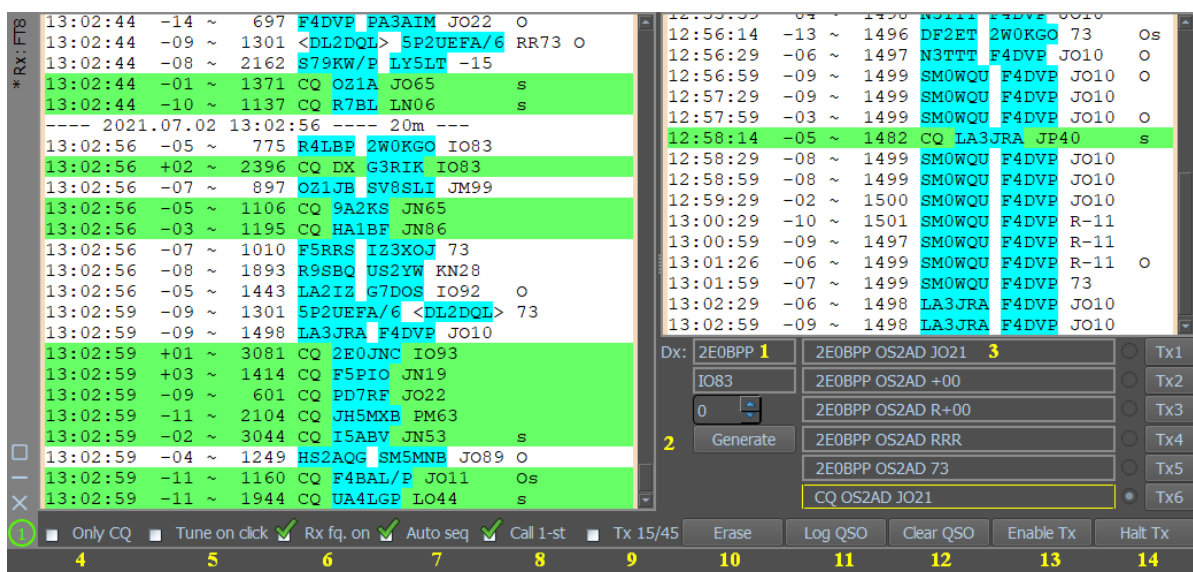 * Rx: FT8
13:02:44 -14 ~ 697 F4DVP PA3AIM JO22 O
13:02:44 -09 ~ 1301 <DL2DQL> 5P2UEFA/6 RR73 O
13:02:44 -08 ~ 2162 S79KW/P LY5LT -15
13:02:44 -01 ~ 1371 CQ OZ1A JO65 s
13:02:44 -10 ~ 1137 CQ R7BL LN06 s
---- 2021.07.02 13:02:56 ---- 20m ---
13:02:56 -05 ~ 775 R4LBP 2W0KGO IO83
13:02:56 +02 ~ 2396 CQ DX G3RIK IO83
13:02:56 -07 ~ 897 OZ1JB SV8SLI JM99
13:02:56 -05 ~ 1106 CQ 9A2KS JN65
13:02:56 -03 ~ 1195 CQ HA1BF JN86
13:02:56 -07 ~ 1010 F5RRS IZ3XOJ 73
13:02:56 -08 ~ 1893 R9SBQ US2YW KN28
13:02:56 -05 ~ 1443 LA2IZ G7DOS IO92 O
13:02:59 -09 ~ 1301 5P2UEFA/6 <DL2DQL> 73
13:02:59 -09 ~ 1498 LA3JRA F4DVP JO10
13:02:59 +01 ~ 3081 CQ 2E0JNC IO93
13:02:59 +03 ~ 1414 CQ F5PIO JN19
13:02:59 -09 ~ 601 CQ PD7RF JO22
13:02:59 -11 ~ 2104 CQ JH5MXB PM63
13:02:59 -02 ~ 3044 CQ I5ABV JN53 s
13:02:59 -04 ~ 1249 HS2AQG SM5MNB JO89 O
13:02:59 -11 ~ 1160 CQ F4BAL/P JO11 Os
13:02:59 -11 ~ 1944 CQ UA4LGP LO44 s
12:55:59 -04 ~ 1496 N3TTT F4DVP JO10
12:56:14 -13 ~ 1496 DF2ET 2W0KGO 73 Os
12:56:29 -06 ~ 1497 N3TTT F4DVP JO10 O
12:56:59 -09 ~ 1499 SM0WQU F4DVP JO10 O
12:57:29 -09 ~ 1499 SM0WQU F4DVP JO10
12:57:59 -03 ~ 1499 SM0WQU F4DVP JO10 O
12:58:14 -05 ~ 1482 CQ LA3JRA JP40 s
12:58:29 -08 ~ 1499 SM0WQU F4DVP JO10
12:58:59 -08 ~ 1499 SM0WQU F4DVP JO10
12:59:29 -02 ~ 1500 SM0WQU F4DVP JO10
13:00:29 -10 ~ 1501 SM0WQU F4DVP R-11
13:00:59 -09 ~ 1497 SM0WQU F4DVP R-11
13:01:26 -06 ~ 1499 SM0WQU F4DVP R-11 O
13:01:59 -07 ~ 1499 SM0WQU F4DVP 73
13:02:29 -06 ~ 1498 LA3JRA F4DVP JO10
13:02:59 -09 ~ 1498 LA3JRA F4DVP JO10
Dx: 2E0BPP 1 2E0BPP OS2AD JO21 3 Tx1
IO83 2E0BPP OS2AD +00 Tx2
0 2E0BPP OS2AD R+00 Tx3
2 Generate 2E0BPP OS2AD RRR Tx4
2E0BPP OS2AD 73 Tx5
CQ OS2AD JO21 Tx6
1 Only CQ Tune on click Rx fq. on Auto seq Call 1-st Tx 15/45 Erase Log QSO Clear QSO Enable Tx Halt Tx
4 5 6 7 8 9 10 11 12 13 14